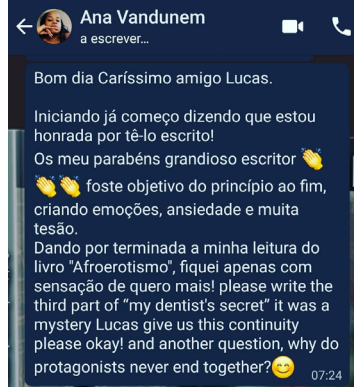 Ana Vandunem
a escrever...
Bom dia Caríssimo amigo Lucas.
Iniciando já começo dizendo que estou
honrada por tê-lo escrito!
Os meu parabéns grandioso escritor 👏
👏👏 foste objetivo do princípio ao fim,
criando emoções, ansiedade e muita
tesão.
Dando por terminada a minha leitura do
livro "Afroerotismo", fiquei apenas com
sensação de quero mais! please write the
third part of “my dentist's secret” it was a
mystery Lucas give us this continuity
please okay! and another question, why do
protagonists never end together?😊
07:24